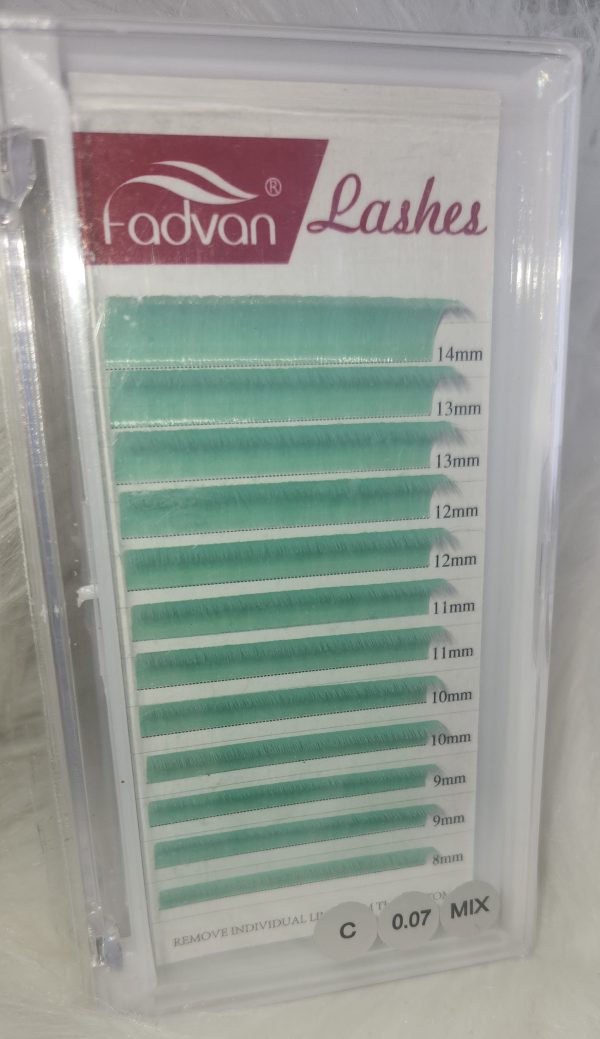 Fadvan® Lashes
14mm
13mm
13mm
12mm
12mm
11mm
11mm
10mm
10mm
9mm
9mm
8mm
REMOVE INDIVIDUAL
C 0.07 MIX